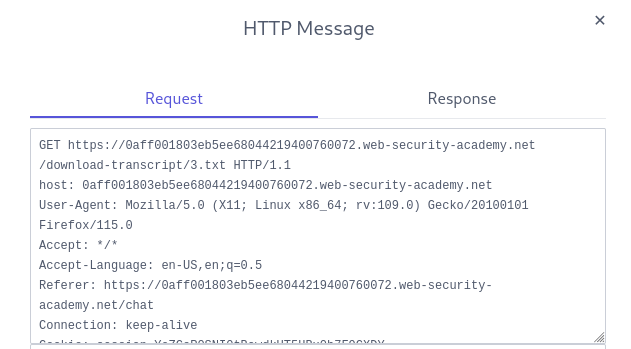 HTTP Message
×
Request
Response
GET https://0aff001803eb5ee68044219400760072.web-security-academy.net
/download-transcript/3.txt HTTP/1.1
host: 0aff001803eb5ee68044219400760072.web-security-academy.net
User-Agent: Mozilla/5.0 (X11; Linux x86_64; rv:109.0) Gecko/20100101
Firefox/115.0
Accept: */*
Accept-Language: en-US,en;q=0.5
Referer: https://0aff001803eb5ee68044219400760072.web-security-
academy.net/chat
Connection: keep-alive